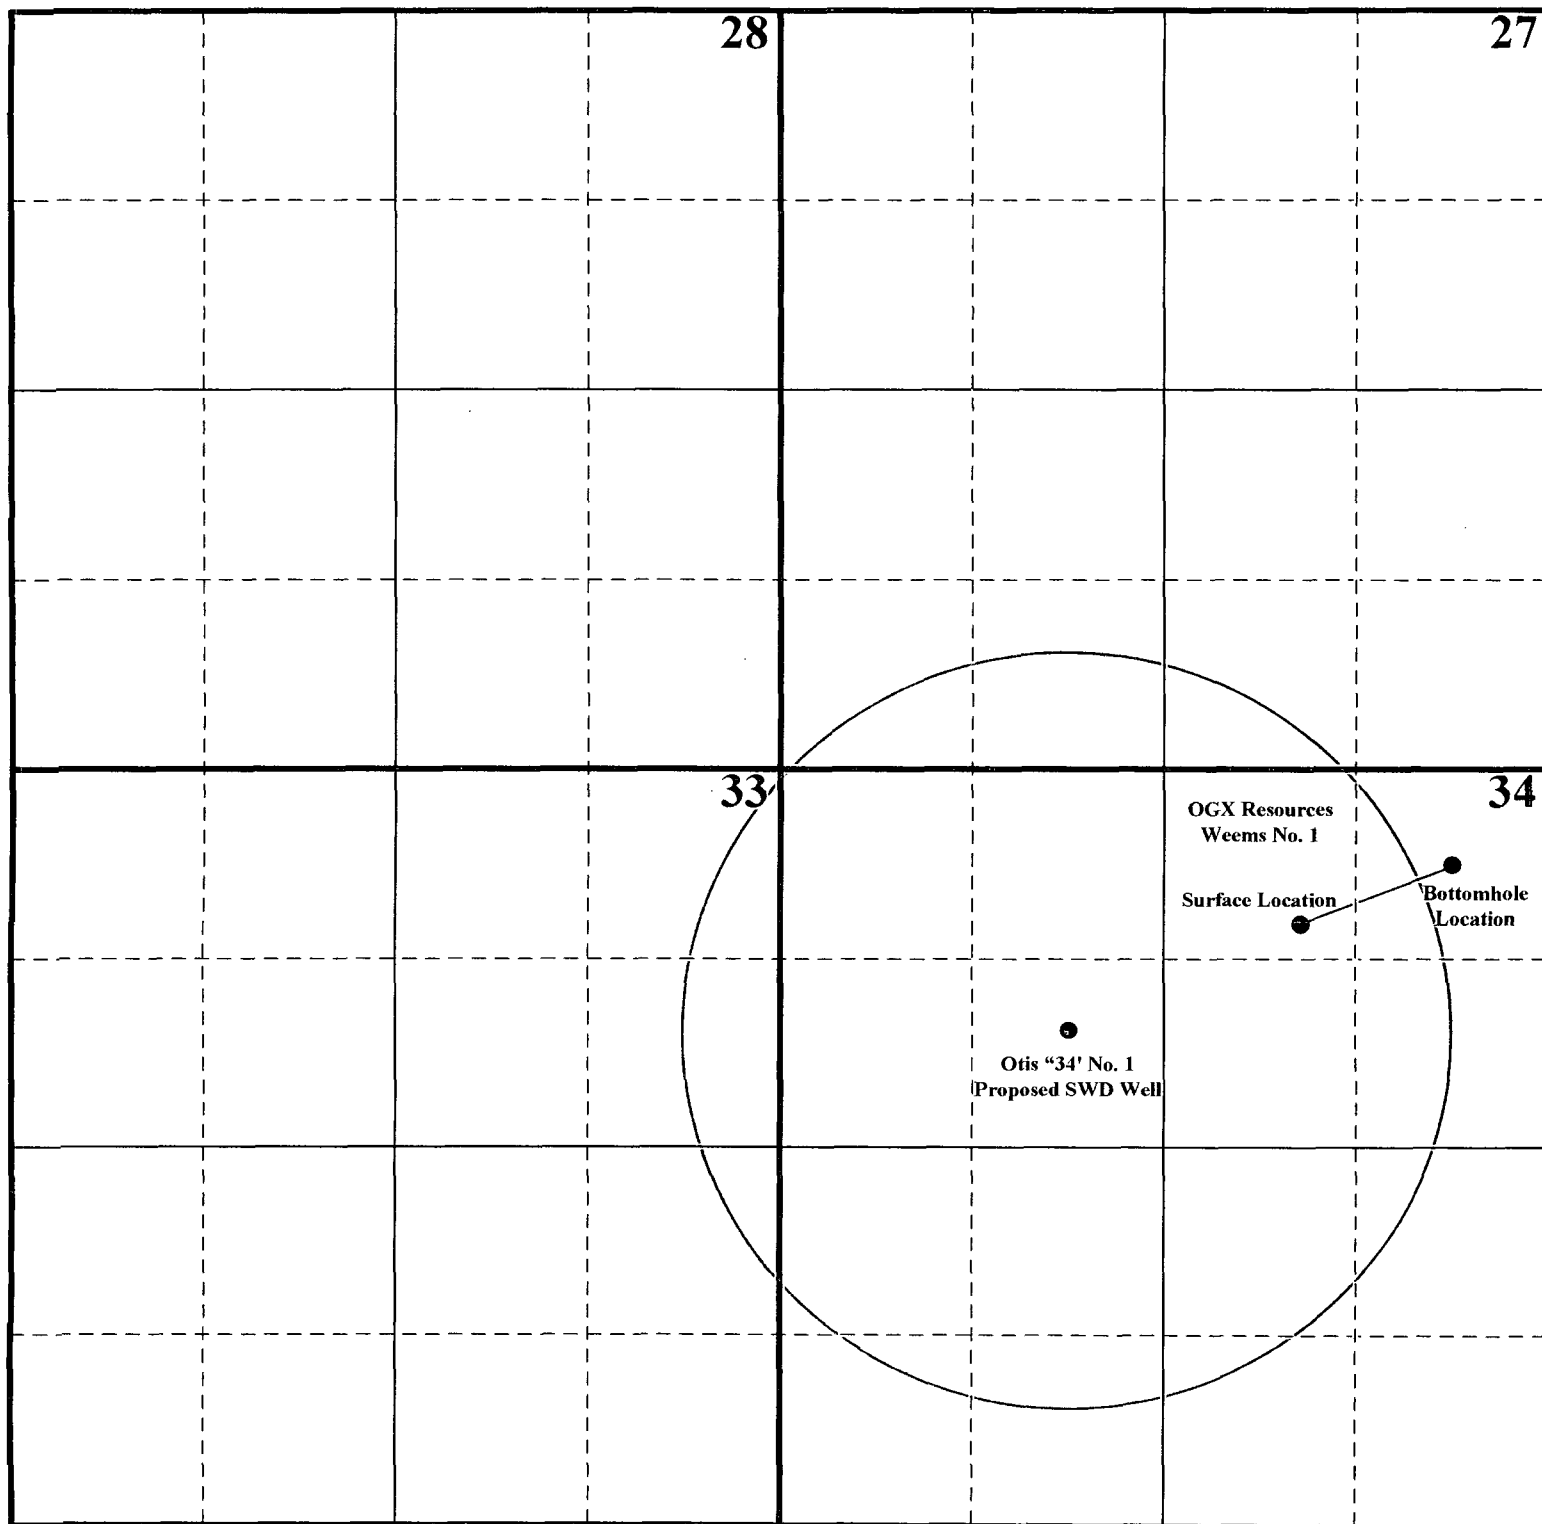 28
27
33
34
OGX Resources
Weems No. 1
Surface Location
Bottomhole
Location
Otis “34' No. 1
Proposed SWD Well